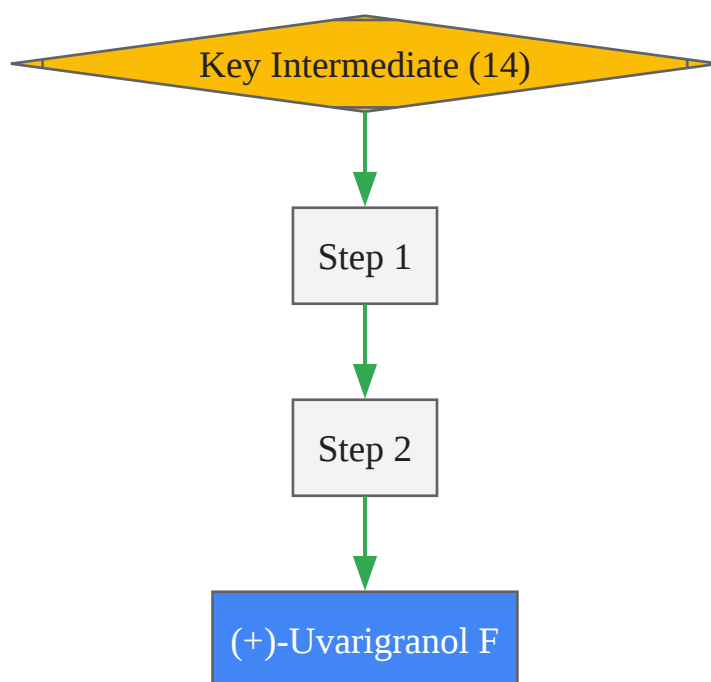 Key Intermediate (14)
Step 1
Step 2
(+)-Uvarigranol F